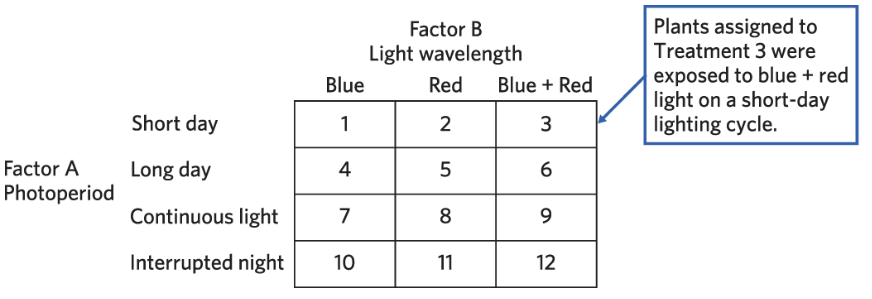 Factor B
Light wavelength
Blue Red Blue + Red
Short day 1 2 3
Factor A
Photoperiod
Long day 4 5 6
Continuous light 7 8 9
Interrupted night 10 11 12
Plants assigned to
Treatment 3 were
exposed to blue + red
light on a short-day
lighting cycle.